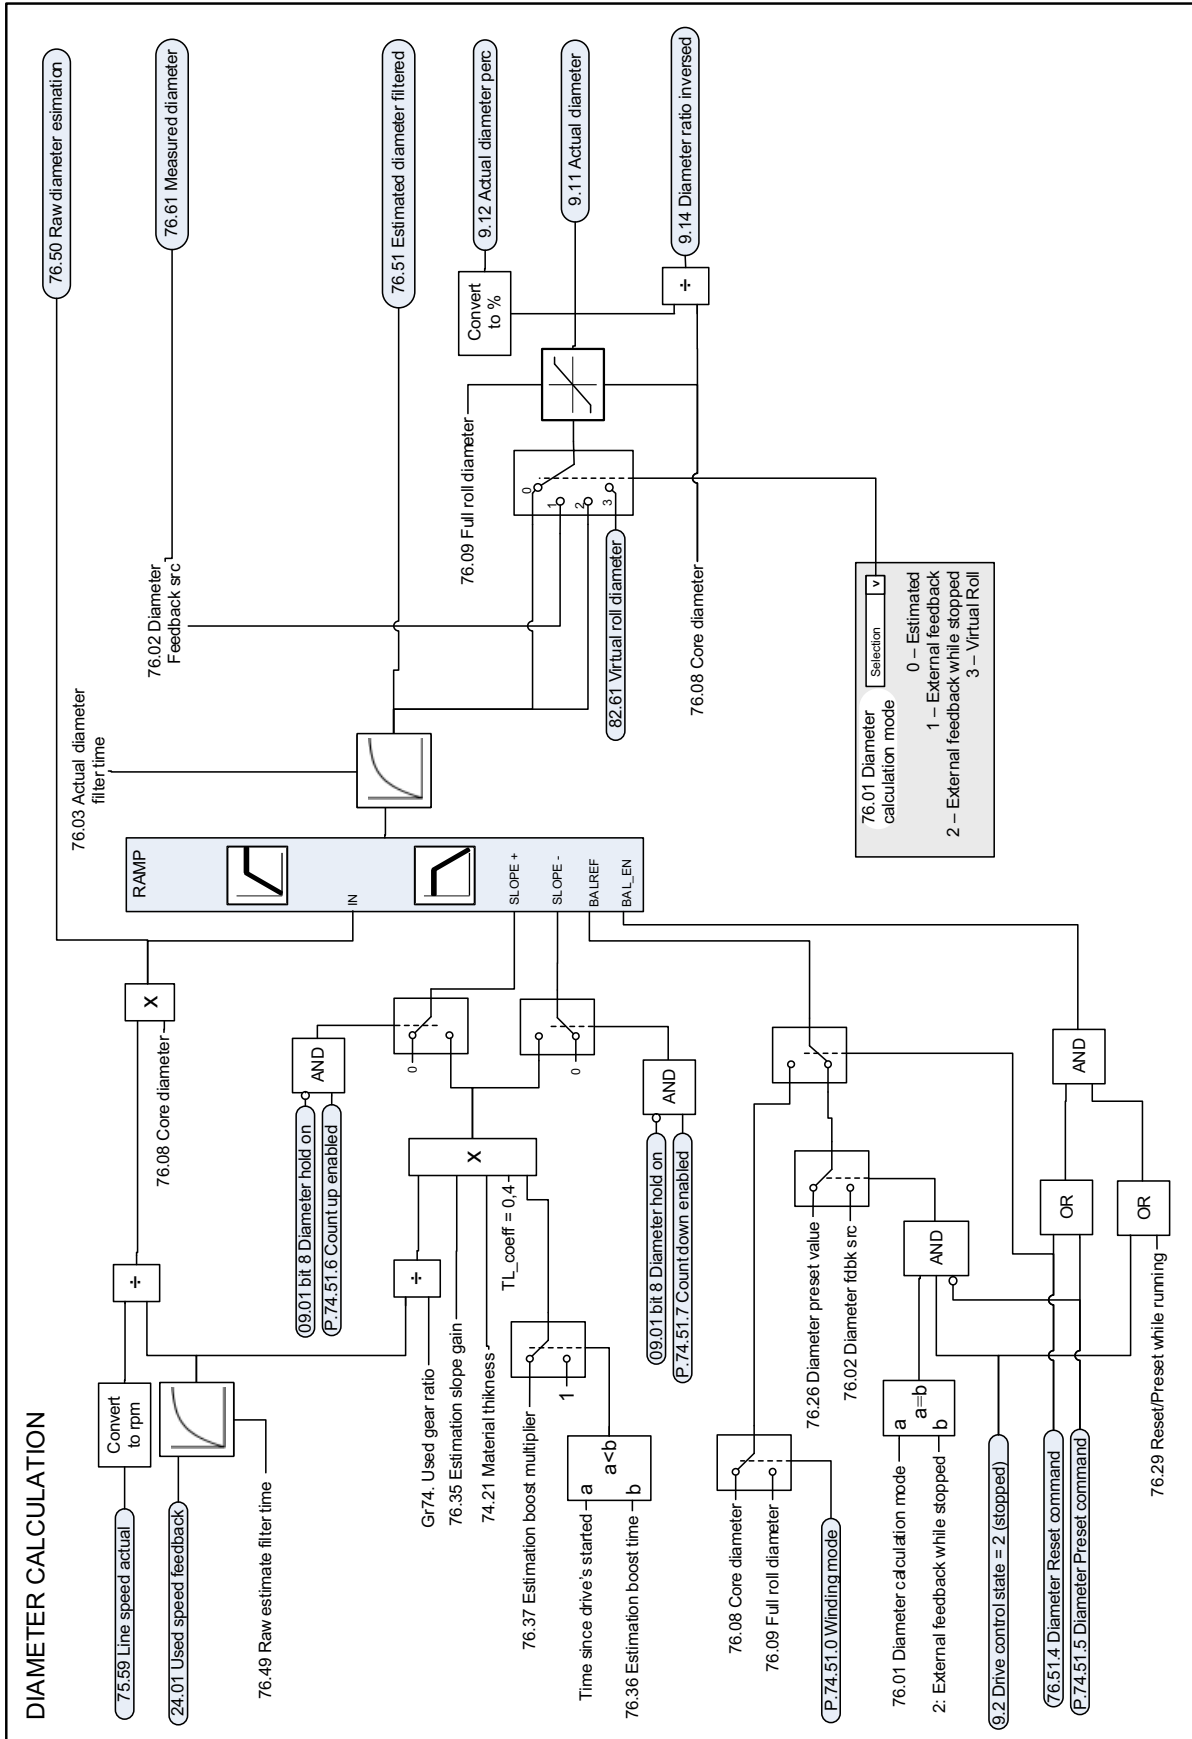 DIAMETER CALCULATION
75.59 Line speed actual
24.01 Used speed feedback
76.49 Raw estimate filter time
Convert
to rpm
÷
76.08 Core diameter
X
76.50 Raw diameter esimation
76.61 Measured diameter
76.02 Diameter
Feedback src
76.03 Actual diameter
filter time
76.51 Estimated diameter filtered
09.01 bit 8 Diameter hold on
P.74.51.6 Count up enabled
AND
0
Gr74. Used gear ratio
÷
76.35 Estimation slope gain
74.21 Material thikness
TL_coeff = 0,4
X
76.37 Estimation boost multiplier
1
Time since drive's started
a
a<b
76.36 Estimation boost time
b
0
AND
09.01 bit 8 Diameter hold on
P.74.51.7 Count down enabled
RAMP
IN
SLOPE +
SLOPE -
BALREF
BAL_EN
76.08 Core diameter
76.09 Full roll diameter
P.74.51.0 Winding mode
76.26 Diameter preset value
76.02 Diameter fdbk src
76.01 Diameter calculation mode
a
a=b
2: External feedback while stopped
b
AND
9.2 Drive control state = 2 (stopped)
76.51.4 Diameter Reset command
P.74.51.5 Diameter Preset command
OR
76.29 Reset/Preset while running
OR
AND
0
1
2
3
82.61 Virtual roll diameter
76.09 Full roll diameter
76.08 Core diameter
Convert
to %
9.12 Actual diameter perc
9.11 Actual diameter
÷
9.14 Diameter ratio inversed
76.01 Diameter
calculation mode
Selection
v
0 – Estimated
1 – External feedback
2 – External feedback while stopped
3 – Virtual Roll